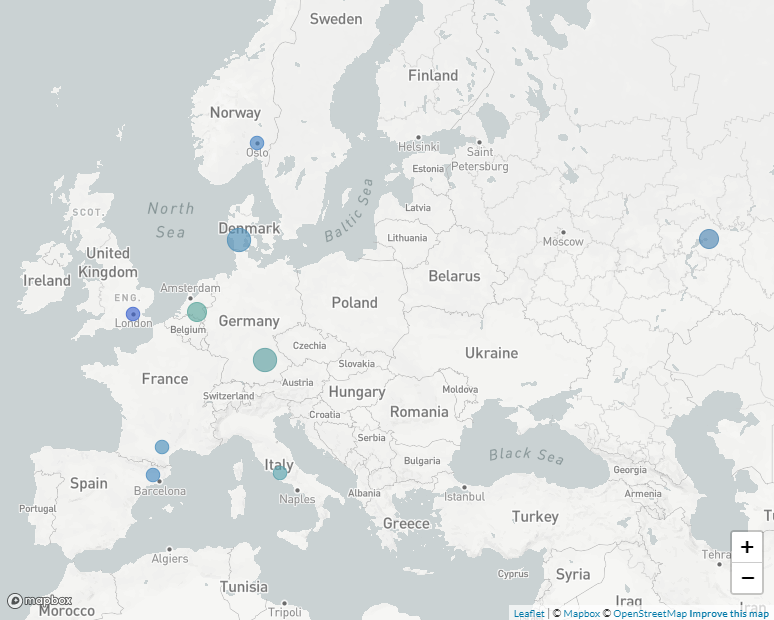 Sweden
Finland
Norway
Helsinki
Oslo
Saint
Petersburg
Estonia
Baltic Sea
Latvia
SCOT.
North
Sea
Denmark
Lithuania
Moscow
United
Kingdom
Ireland
Belarus
Amsterdam
ENG.
London
Poland
Belgium
Germany
Czechia
Ukraine
Slovakia
France
Austria
Switzerland
Hungary
Moldova
Croatia
Romania
Serbia
Black Sea
Italy
Bulgaria
Georgia
Spain
Barcelona
Naples
Albania
Istanbul
Armenia
Portugal
Greece
Turkey
Algiers
+
Tehra
−
Tunisia
Cyprus
Syria
mapbox
Morocco
Tripoli
Iraq
Iran
Leaflet | © Mapbox © OpenStreetMap Improve this map